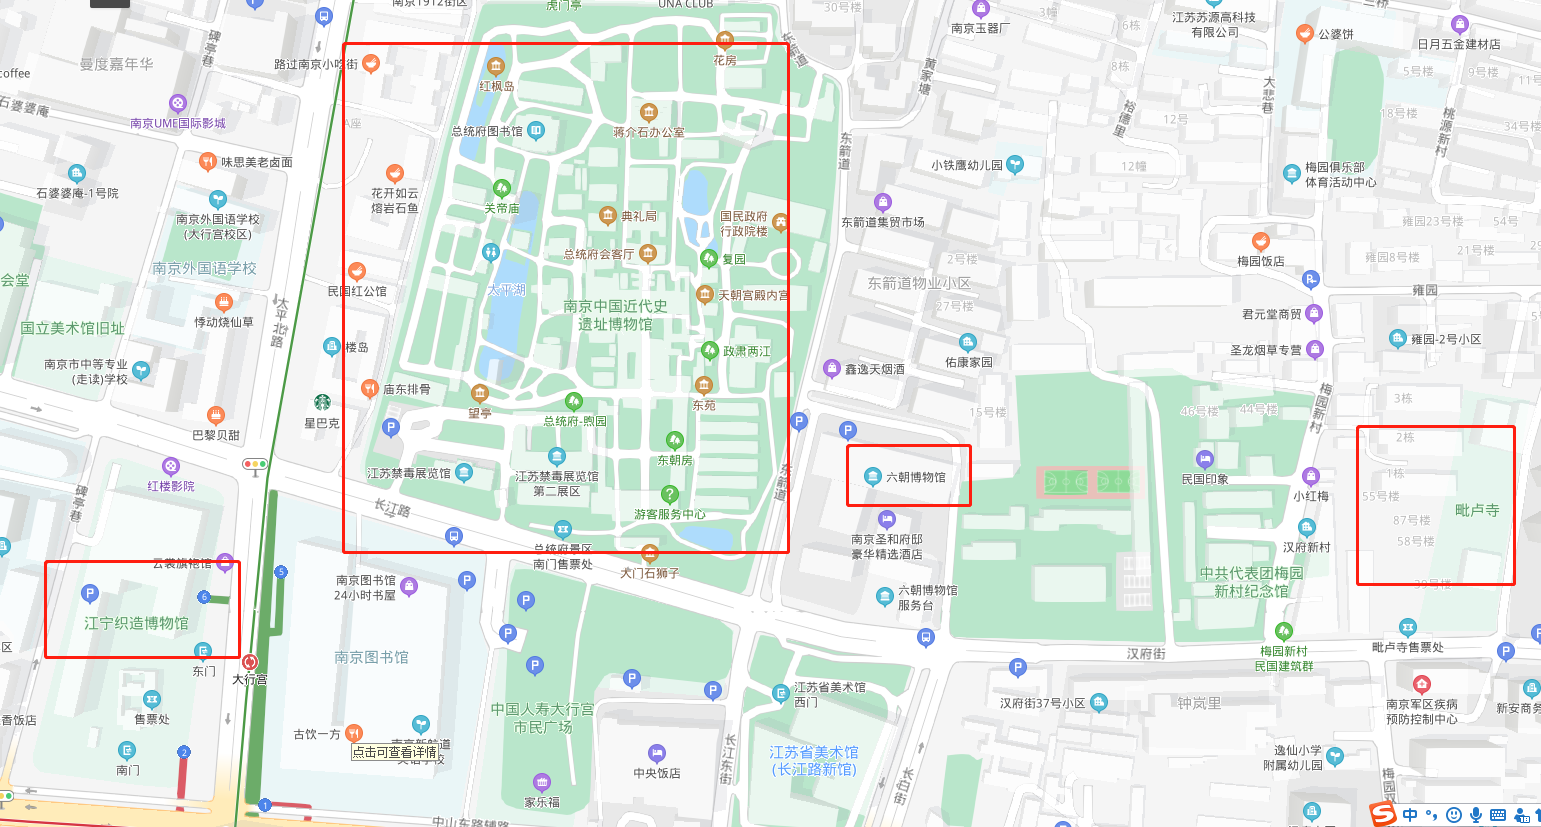 南京1912街区
虎门亭
UNA CLUB
30号楼
南京玉器厂
3幢
6栋
江苏苏源高科技
有限公司
公婆饼
日月五金建材店
碑亭巷
曼度嘉年华
路过南京小吃街
花房
东箭道
黄家塘
8栋
5号楼
9号楼
coffee
石婆婆庵
红枫岛
大悲巷
裕德里
18号楼
桃源新村
南京UME国际影城
A座
总统府图书馆
蒋介石办公室
12号
34号楼
味思美老卤面
东箭道
小铁鹰幼儿园
12幢
梅园俱乐部
体育活动中心
石婆婆庵-1号院
花开如云
熔岩石鱼
关帝庙
南京外国语学校
(大行宫校区)
典礼局
国民政府
行政院楼
东箭道集贸市场
雍园23号楼
54号
总统府会客厅
复园
2号楼
梅园饭店
雍园8号楼
21号楼
南京外国语学校
会堂
民国红公馆
太平湖
天朝宫殿内宫
东箭道物业小区
27号楼
雍园
太平北路
南京中国近代史
遗址博物馆
君元堂商贸
国立美术馆旧址
悸动烧仙草
楼岛
政肃两江
佑康家园
圣龙烟草专营
雍园-2号小区
南京市中等专业
(走读)学校
庙东排骨
鑫逸天烟酒
望亭
东苑
梅园新村
3栋
星巴克
总统府-煦园
15号楼
46号楼
44号楼
巴黎贝甜
2栋
东朝房
红楼影院
江苏禁毒展览馆
江苏禁毒展览馆
第二展区
东箭道
六朝博物馆
民国印象
小红梅
1栋
55号楼
碑亭巷
长江路
游客服务中心
毗卢寺
87号楼
58号楼
南京圣和府邸
豪华精选酒店
汉府新村
云裳旗袍馆
总统府景区
南门售票处
大门石狮子
中共代表团梅园
新村纪念馆
39号楼
南京图书馆
24小时书屋
六朝博物馆
服务台
5
6
江宁织造博物馆
区
东门
大行宫
南京图书馆
汉府街
梅园新村
民国建筑群
毗卢寺售票处
江苏省美术馆
西门
汉府街37号小区
钟岚里
南京军区疾病
预防控制中心
新安商务
香饭店
售票处
中国人寿大行宫
市民广场
古饮一方
点击可查看详情
2
南门
长江东街
中央饭店
江苏省美术馆
(长江路新馆)
逸仙小学
附属幼儿园
长白街
家乐福
1
中山东路辅路
中